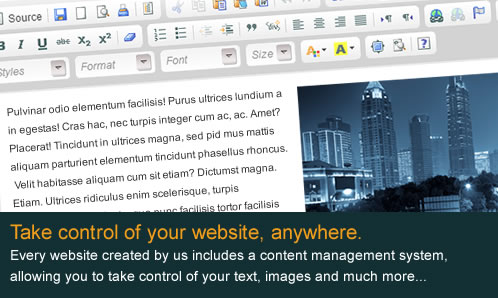 Source
B I U abc X₂ X²
Styles Format Font Size
Pulvinar odio elementum facilisis! Purus ultrices lundium a
in egestas! Cras hac, nec turpis integer cum ac, ac. Amet?
Placerat! Tincidunt in ultrices magna, sed pid mus mattis
aliquam parturient elementum tincidunt phasellus rhoncus.
Velit habitasse aliquam cum sit etiam? Dictumst magna.
Etiam. Ultrices ridiculus enim scelerisque, turpis
nunc facilisis tortor facilisis
Take control of your website, anywhere.
Every website created by us includes a content management system,
allowing you to take control of your text, images and much more...